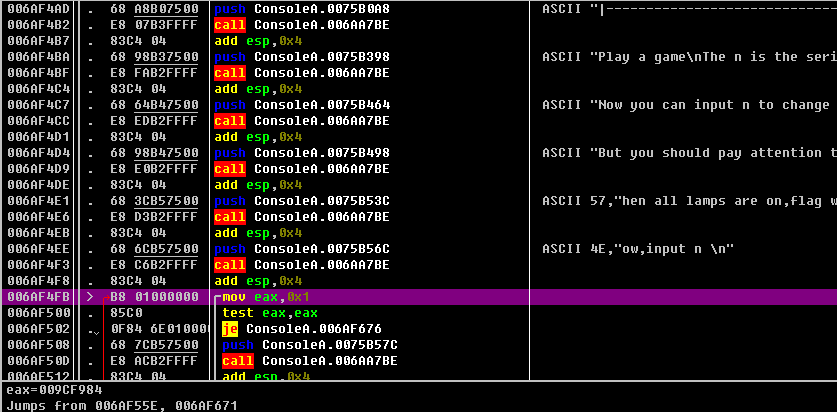 006AF4AD . 68 A8B07500 push ConsoleA.0075B0A8 ASCII "|-----------------------------
006AF4B2 . E8 07B3FFFF call ConsoleA.006AA7BE
006AF4B7 . 83C4 04 add esp,0x4
006AF4BA . 68 98B37500 push ConsoleA.0075B398 ASCII "Play a game\nThe n is the seri
006AF4BF . E8 FAB2FFFF call ConsoleA.006AA7BE
006AF4C4 . 83C4 04 add esp,0x4
006AF4C7 . 68 64B47500 push ConsoleA.0075B464 ASCII "Now you can input n to change
006AF4CC . E8 EDB2FFFF call ConsoleA.006AA7BE
006AF4D1 . 83C4 04 add esp,0x4
006AF4D4 . 68 98B47500 push ConsoleA.0075B498 ASCII "But you should pay attention t
006AF4D9 . E8 E0B2FFFF call ConsoleA.006AA7BE
006AF4DE . 83C4 04 add esp,0x4
006AF4E1 . 68 3CB57500 push ConsoleA.0075B53C ASCII 57,"hen all lamps are on,flag w
006AF4E6 . E8 D3B2FFFF call ConsoleA.006AA7BE
006AF4EB . 83C4 04 add esp,0x4
006AF4EE . 68 6CB57500 push ConsoleA.0075B56C ASCII 4E,"ow,input n \n"
006AF4F3 . E8 C6B2FFFF call ConsoleA.006AA7BE
006AF4F8 . 83C4 04 add esp,0x4
006AF4FB > B8 01000000 mov eax,0x1
006AF500 . 85C0 test eax,eax
006AF502 . 0F84 6E010000 je ConsoleA.006AF676
006AF508 . 68 7CB57500 push ConsoleA.0075B57C
006AF50D . E8 ACB2FFFF call ConsoleA.006AA7BE
006AF512 . 83C4 04 add esp,0x4
eax=009CF984
Jumps from 006AF55E, 006AF671